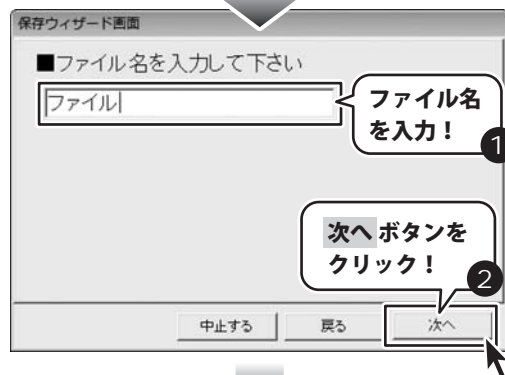 保存ウィザード画面
■ファイル名を入力して下さい
ファイル
ファイル名
を入力！
1
次へ ボタンを
クリック！
2
中止する
戻る
次へ